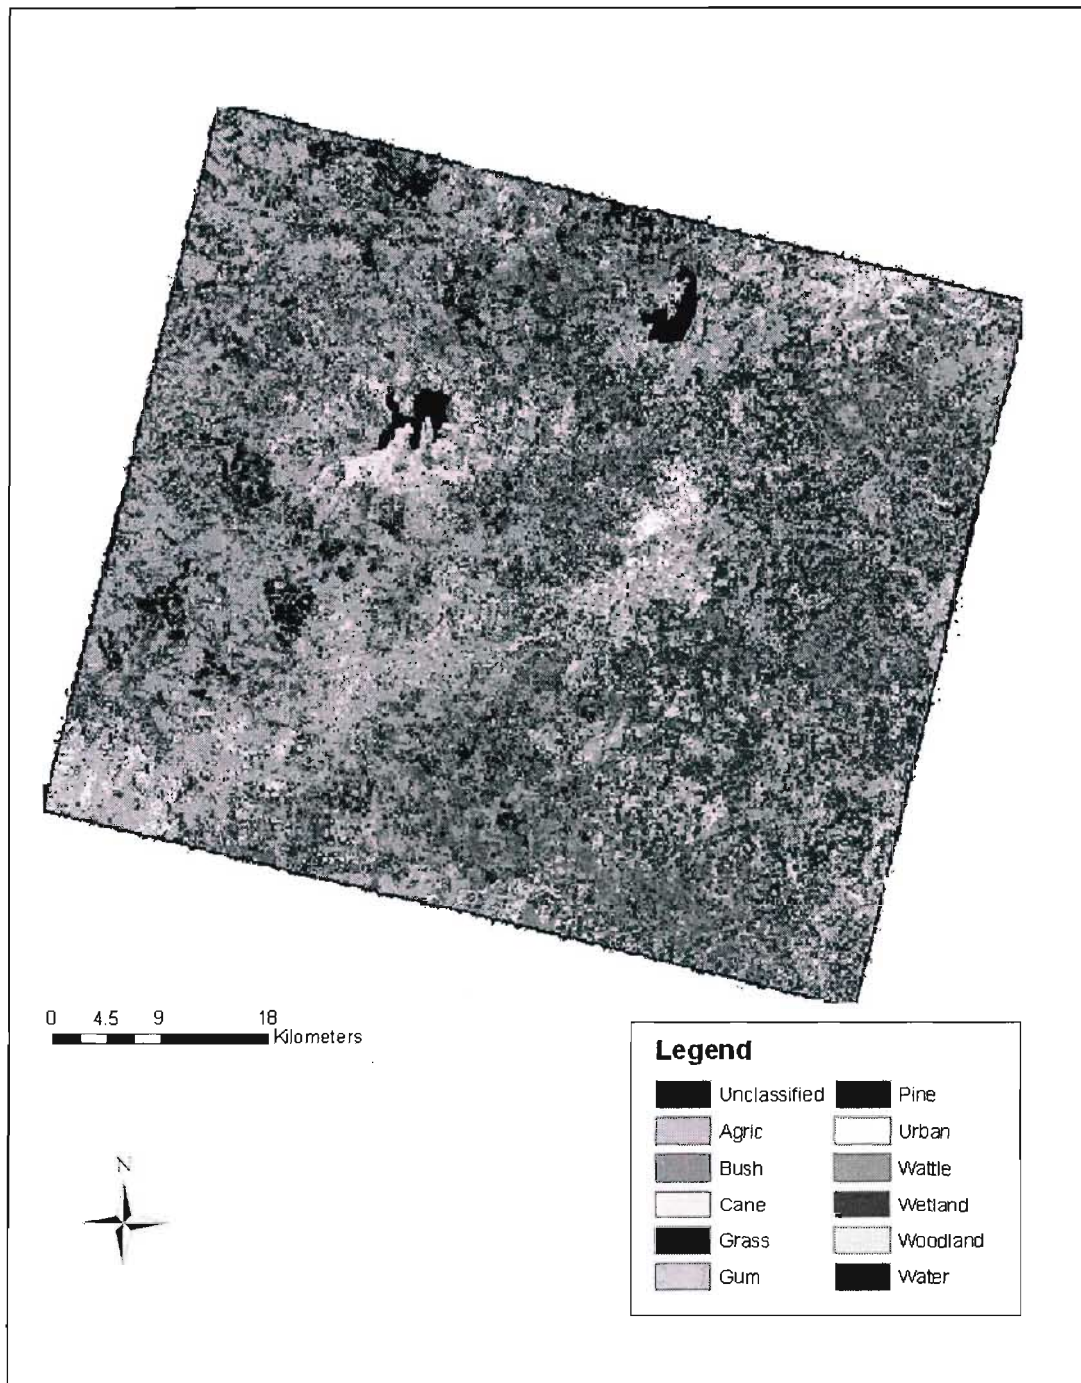 0 4.5 9 18
Kilometers
Legend
Unclassified
Agric
Bush
Cane
Grass
Gum
Pine
Urban
Wattle
Wetland
Woodland
Water
N